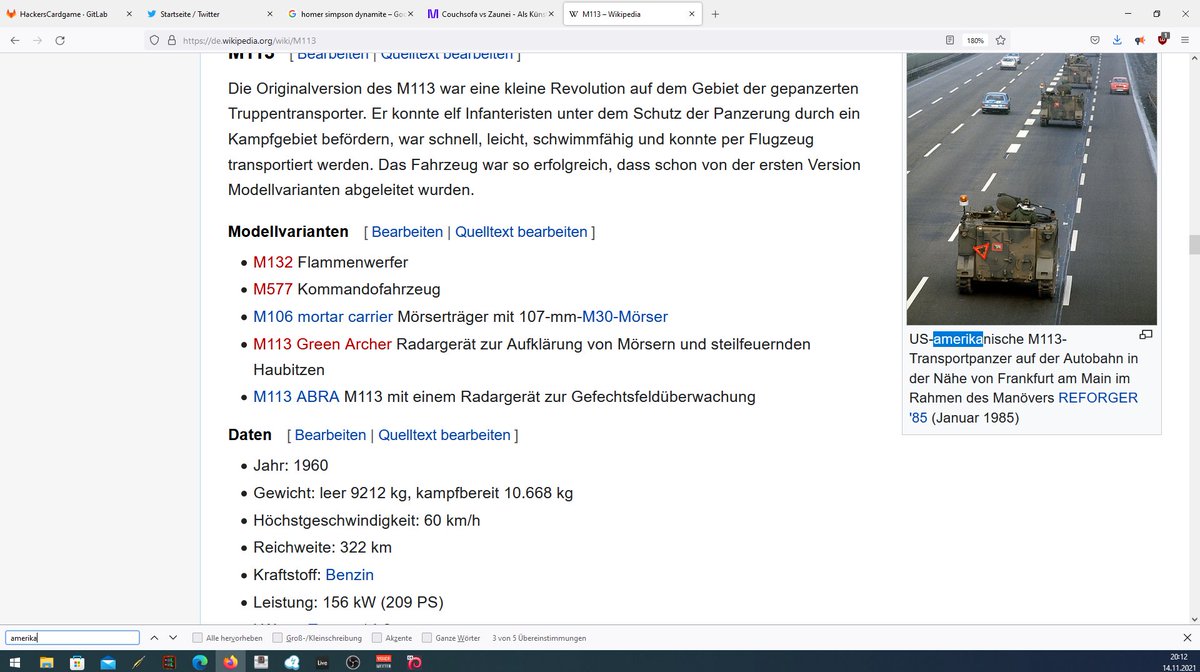 HackersCardgame · GitLab
Startseite / Twitter
homer simpson dynamite – Goo
Couchsofa vs Zaunei - Als Küns
M113 – Wikipedia
https://de.wikipedia.org/wiki/M113
180%
M113 [ Bearbeiten | Quelltext bearbeiten ]
Die Originalversion des M113 war eine kleine Revolution auf dem Gebiet der gepanzerten
Truppentransporter. Er konnte elf Infanteristen unter dem Schutz der Panzerung durch ein
Kampfgebiet befördern, war schnell, leicht, schwimmfähig und konnte per Flugzeug
transportiert werden. Das Fahrzeug war so erfolgreich, dass schon von der ersten Version
Modellvarianten abgeleitet wurden.
Modellvarianten [ Bearbeiten | Quelltext bearbeiten ]
M132 Flammenwerfer
M577 Kommandofahrzeug
M106 mortar carrier Mörserträger mit 107-mm-M30-Mörser
M113 Green Archer Radargerät zur Aufklärung von Mörsern und steilfeuernden
Haubitzen
M113 ABRA M113 mit einem Radargerät zur Gefechtsfeldüberwachung
Daten [ Bearbeiten | Quelltext bearbeiten ]
Jahr: 1960
Gewicht: leer 9212 kg, kampfbereit 10.668 kg
Höchstgeschwindigkeit: 60 km/h
Reichweite: 322 km
Kraftstoff: Benzin
Leistung: 156 kW (209 PS)
US-amerikanische M113-
Transportpanzer auf der Autobahn in
der Nähe von Frankfurt am Main im
Rahmen des Manövers REFORGER
'85 (Januar 1985)
amerika
Alle hervorheben
Groß-/Kleinschreibung
Akzente
Ganze Wörter
3 von 5 Übereinstimmungen
Live
20:12
14.11.2021